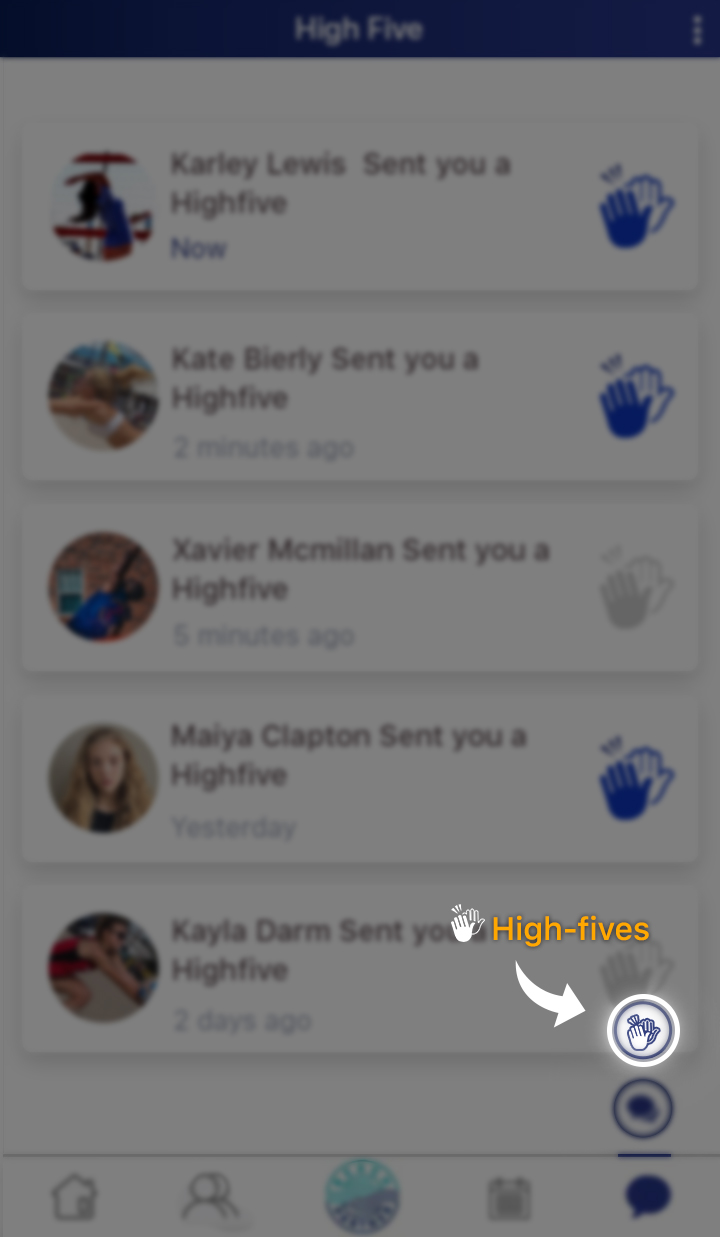 High Five
Karley Lewis Sent you a
Highfive
Now
Kate Bierly Sent you a
Highfive
2 minutes ago
Xavier Mcmillan Sent you a
Highfive
5 minutes ago
Maiya Clapton Sent you a
Highfive
Yesterday
Kayla Darm Sent you a
High-fives
Highfive
2 days ago